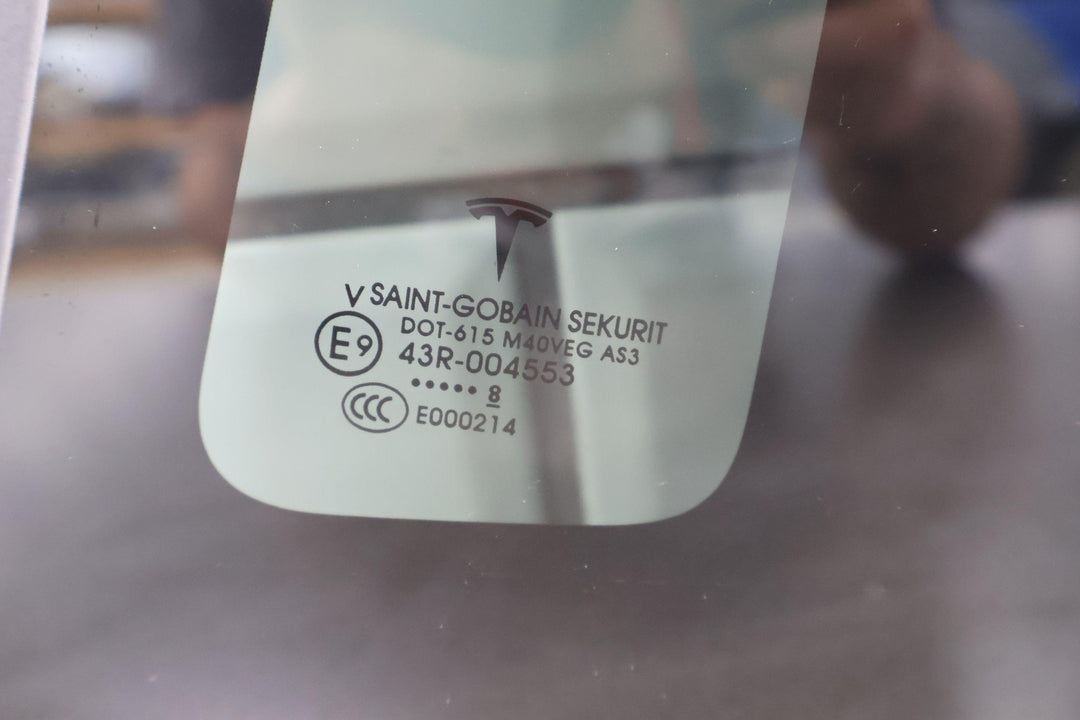 V SAINT-GOBAIN SEKURIT
E9 DOT-615 M40VEG AS3
43R-004553
••••• 8
CCC E000214